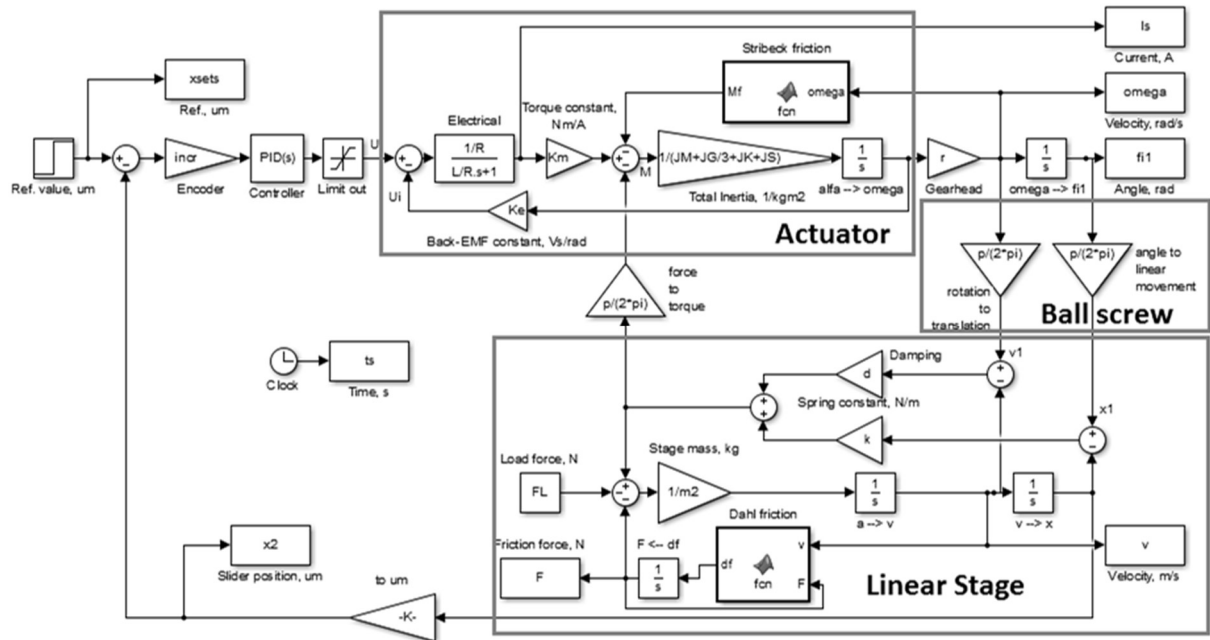 Is
Current, A
Stribeck friction
xsets
Ref., um
Mf
omega
fcn
omega
Velocity, rad/s
Torque constant,
Nm/A
Electrical
U
Ref. value, um
incr
Encoder
PID(s)
Controller
Limit out
1/R
L/R.s+1
Km
M
1/(JM+JG/3+JK+JS)
Total Inertia, 1/kgm2
1
s
alfa --> omega
r
Gearhead
1
s
omega --> fi1
fi1
Angle, rad
Ui
Ke
Back-EMF constant, Vs/rad
Actuator
p/(2*pi)
force
to
torque
p/(2*pi)
rotation
to
translation
p/(2*pi)
angle to
linear
movement
Ball screw
Clock
ts
Time, s
v1
Damping
d
Spring constant, N/m
k
x1
Stage mass, kg
Load force, N
FL
1/m2
1
s
a --> v
1
s
v --> x
Dahl friction
v
df
F
fcn
v
Velocity, m/s
Friction force, N
F
F <-- df
1
s
Linear Stage
x2
Slider position, um
to um
-K-